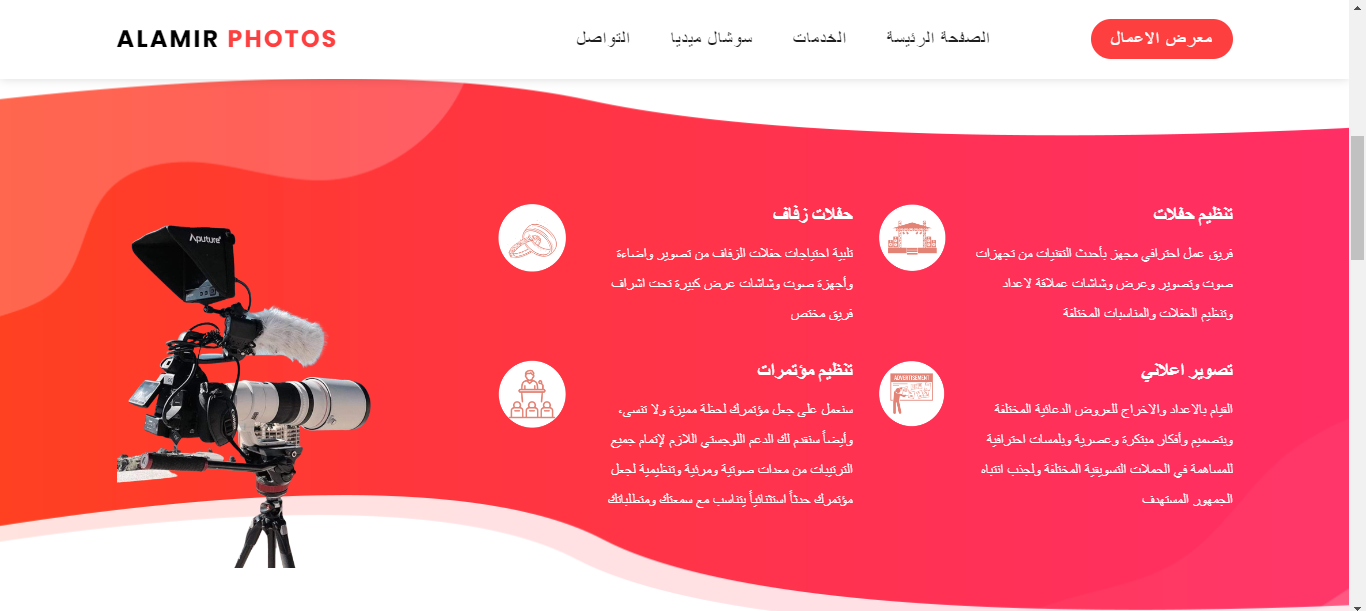 معرض الاعمال
الصفحة الرئيسة
الخدمات
سوشال ميديا
التواصل
ALAMIR PHOTOS
تنظيم حفلات
فريق عمل احترافي مجهز بأحدث التقنيات من تجهزات
صوت وتصوير وعرض وشاشات عملاقة لاعداد
وتنظيم الحفلات والمناسبات المختلفة
حفلات زفاف
تلبية احتياجات حفلات الزفاف من تصوير واضاءة
وأجهزة صوت وشاشات عرض كبيرة تحت اشراف
فريق مختص
تصوير اعلاني
القيام بالاعداد والاخراج للعروض الدعائية المختلفة
وبتصميم وأفكار مبتكرة وعصرية وبلمسات احترافية
للمساهمة في الحملات التسويقية المختلفة ولجذب انتباه
الجمهور المستهدف
تنظيم مؤتمرات
سنعمل على جعل مؤتمرك لحظة مميزة ولا تنسى،
وأيضاً سنقدم لك الدعم اللوجستي اللازم لإتمام جميع
الترتيبات من معدات صوتية ومرئية وتنظيمية لجعل
مؤتمرك حدثاً استثنائياً يتناسب مع سمعتك ومتطلباتك
ADVERTISEMENT
Aputure